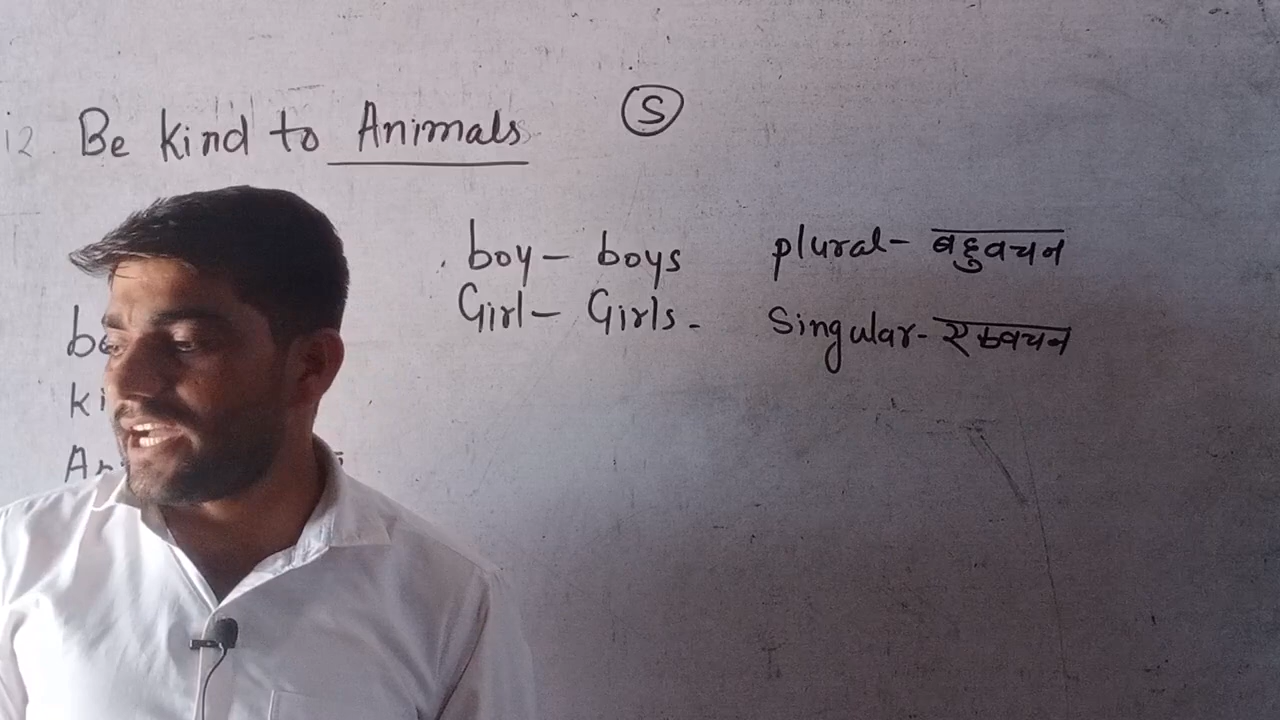 12 Be kind to Animals
S
boy - boys
Girl - Girls -
plural - बहुवचन
Singular - एकवचन